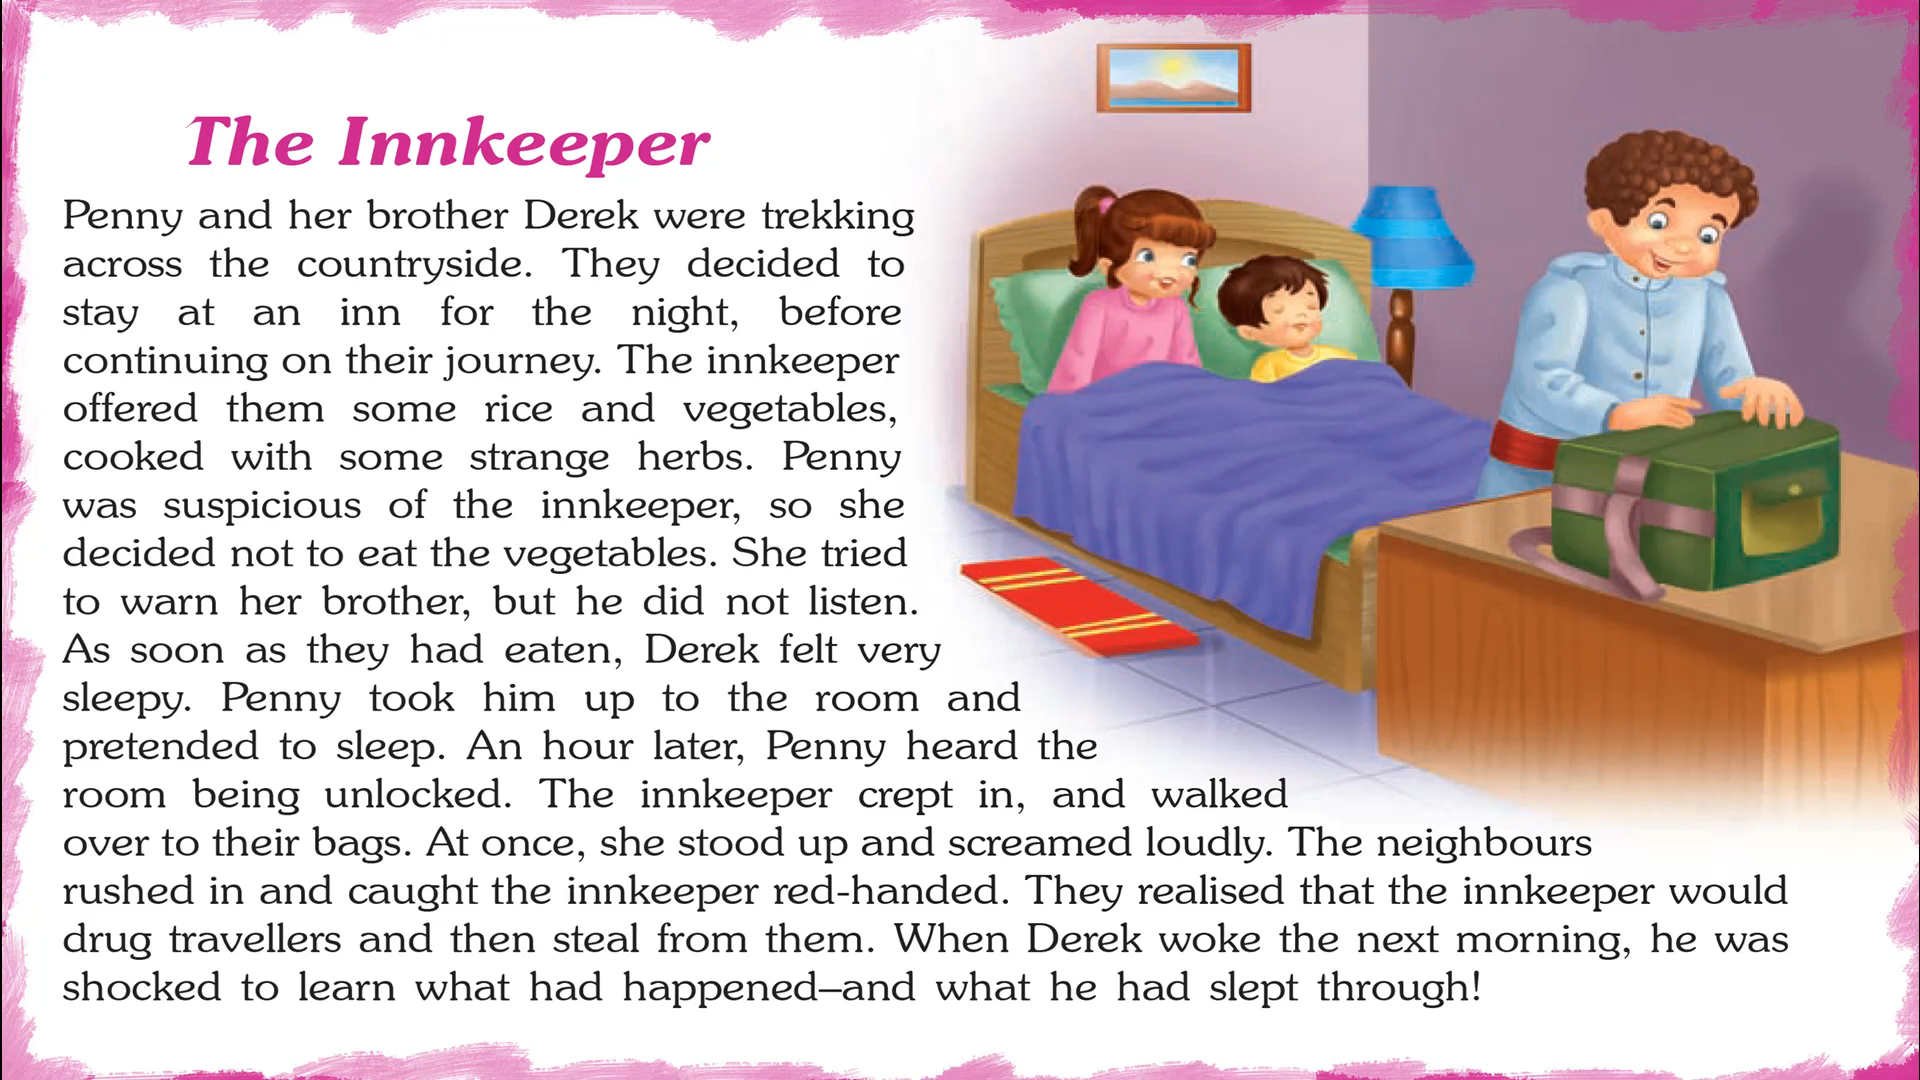 The Innkeeper
Penny and her brother Derek were trekking
across the countryside. They decided to
stay at an inn for the night, before
continuing on their journey. The innkeeper
offered them some rice and vegetables,
cooked with some strange herbs. Penny
was suspicious of the innkeeper, so she
decided not to eat the vegetables. She tried
to warn her brother, but he did not listen.
As soon as they had eaten, Derek felt very
sleepy. Penny took him up to the room and
pretended to sleep. An hour later, Penny heard the
room being unlocked. The innkeeper crept in, and walked
over to their bags. At once, she stood up and screamed loudly. The neighbours
rushed in and caught the innkeeper red-handed. They realised that the innkeeper would
drug travellers and then steal from them. When Derek woke the next morning, he was
shocked to learn what had happened–and what he had slept through!